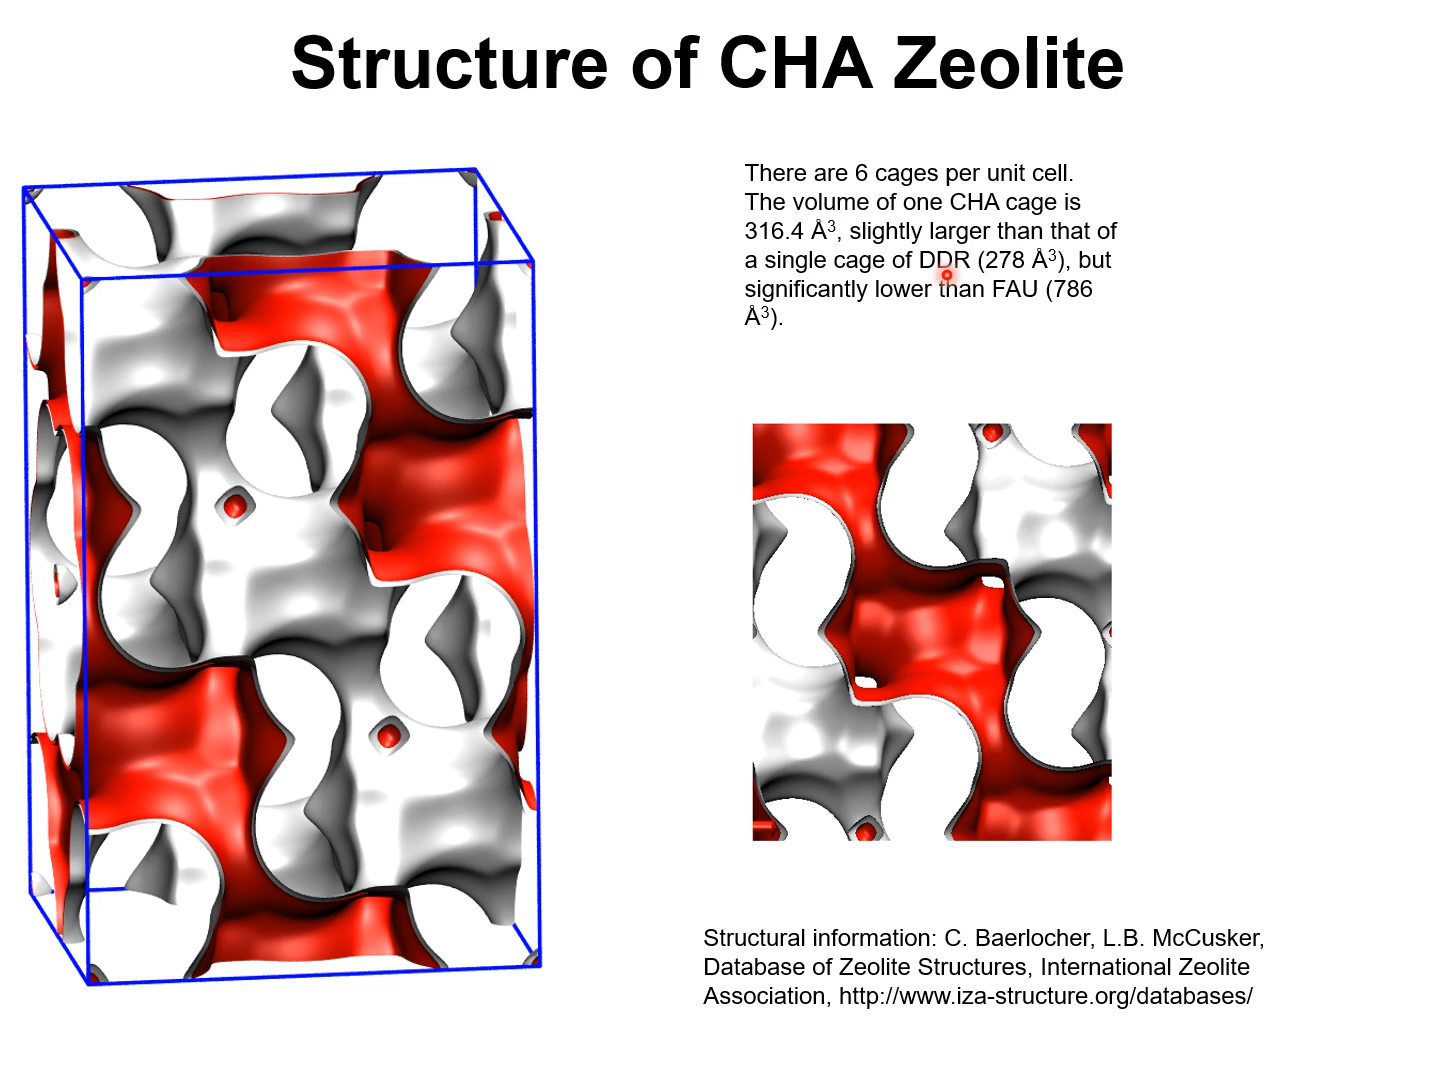 Structure of CHA Zeolite
There are 6 cages per unit cell.
The volume of one CHA cage is
316.4 Å³, slightly larger than that of
a single cage of DDR (278 Å³), but
significantly lower than FAU (786
Å³).
Structural information: C. Baerlocher, L.B. McCusker,
Database of Zeolite Structures, International Zeolite
Association, http://www.iza-structure.org/databases/